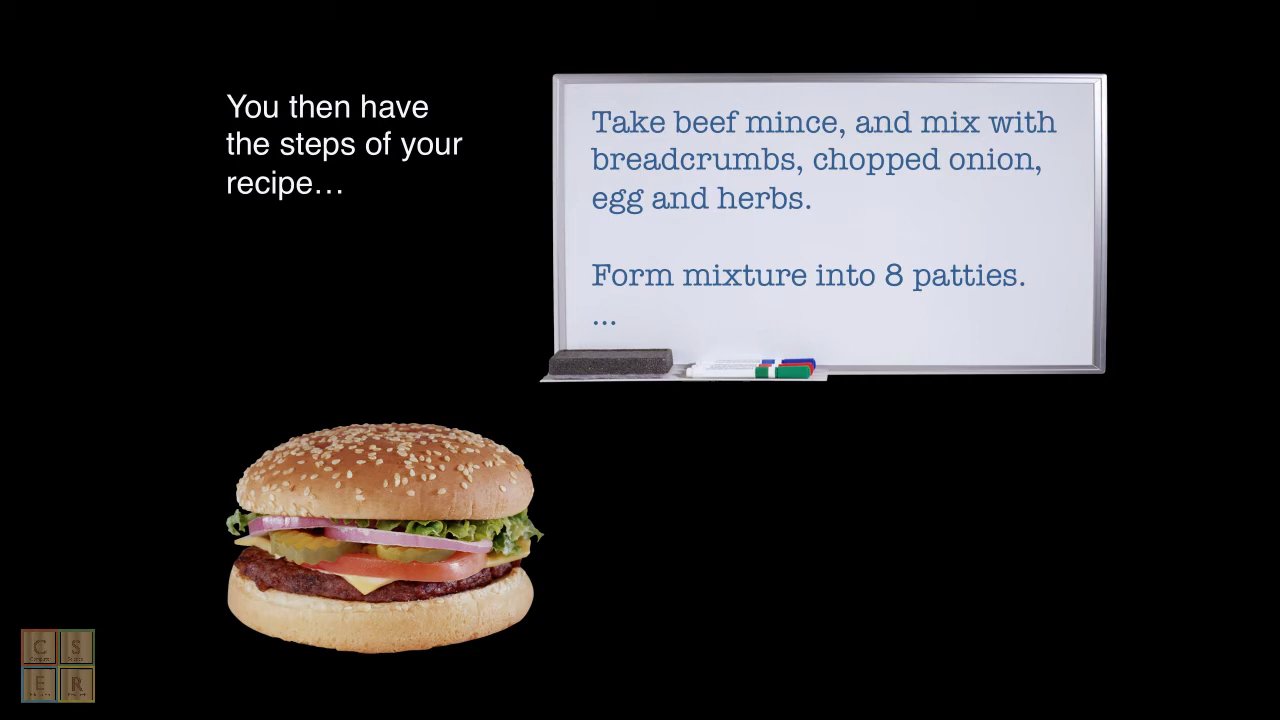 You then have
the steps of your
recipe…
Take beef mince, and mix with
breadcrumbs, chopped onion,
egg and herbs.
Form mixture into 8 patties.
...
C S
E R